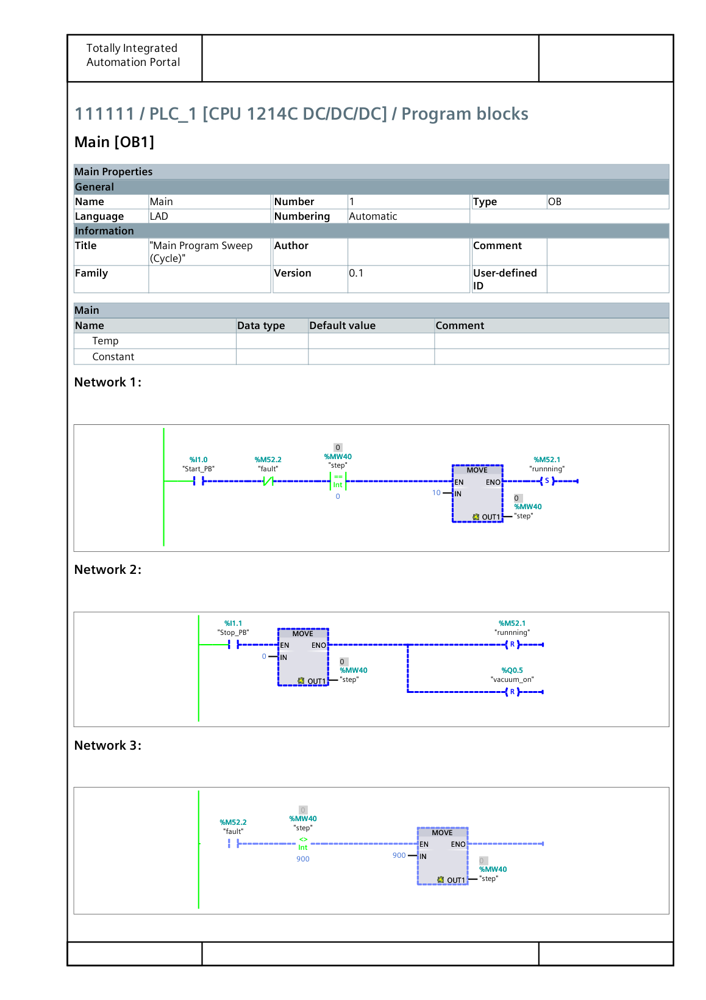 Totally Integrated
Automation Portal
111111 / PLC_1 [CPU 1214C DC/DC/DC] / Program blocks
Main [OB1]
Main Properties
General
Name Main Number 1 Type OB
Language LAD Numbering Automatic
Information
Title "Main Program Sweep (Cycle)" Author Comment
Family Version 0.1 User-defined ID
Main
Name Data type Default value Comment
Temp
Constant
Network 1:
0
%I1.0 %M52.2 %MW40 %M52.1
"Start_PB" "fault" "step" "runnning"
MOVE
== EN ENO S
Int
0 10 IN
0
%MW40
OUT1 "step"
Network 2:
%I1.1 %M52.1
"Stop_PB" "runnning"
MOVE
EN ENO R
0 IN
0
%MW40 %Q0.5
OUT1 "step" "vacuum_on"
R
Network 3:
0
%M52.2 %MW40
"fault" "step"
MOVE
<> EN ENO
Int
900 900 IN
0
%MW40
OUT1 "step"